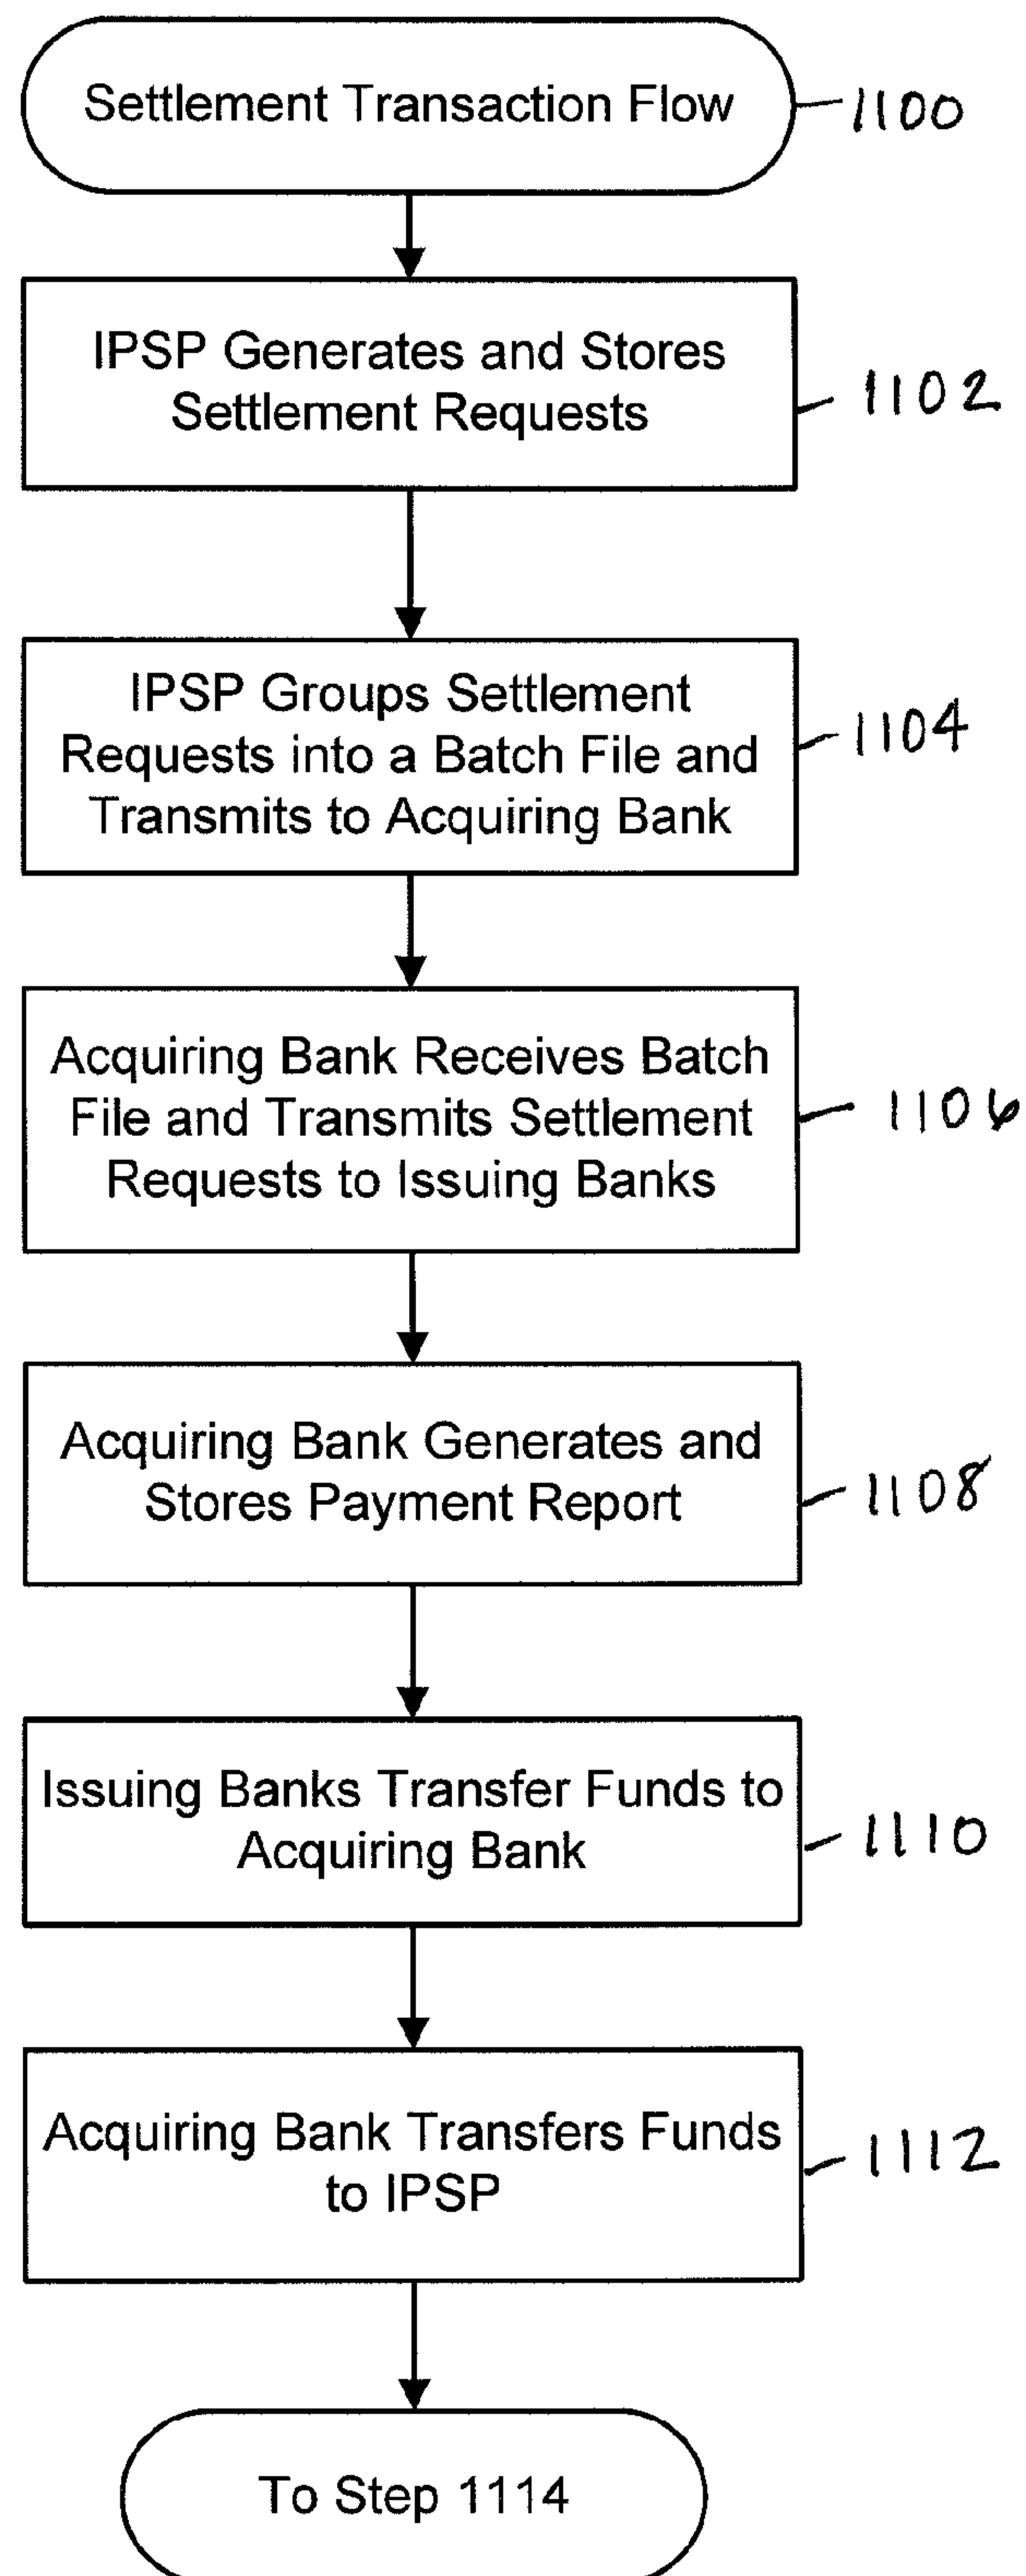 Settlement Transaction Flow
1100
IPSP Generates and Stores
Settlement Requests
1102
IPSP Groups Settlement
Requests into a Batch File and
Transmits to Acquiring Bank
1104
Acquiring Bank Receives Batch
File and Transmits Settlement
Requests to Issuing Banks
1106
Acquiring Bank Generates and
Stores Payment Report
1108
Issuing Banks Transfer Funds to
Acquiring Bank
1110
Acquiring Bank Transfers Funds
to IPSP
1112
To Step 1114